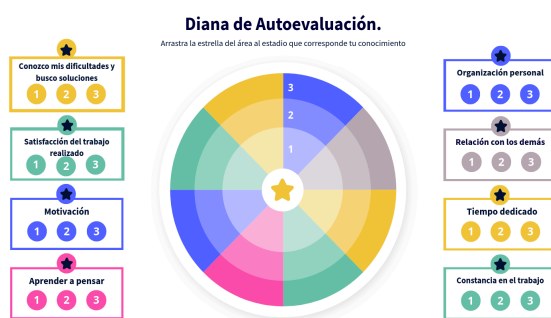 Diana de Autoevaluación.
Arrastra la estrella del área al estadio que corresponde tu conocimiento
Conozco mis dificultades y
busco soluciones
1 2 3
Satisfacción del trabajo
realizado
1 2 3
Motivación
1 2 3
Aprender a pensar
1 2 3
3
2
1
Organización personal
1 2 3
Relación con los demás
1 2 3
Tiempo dedicado
1 2 3
Constancia en el trabajo
1 2 3